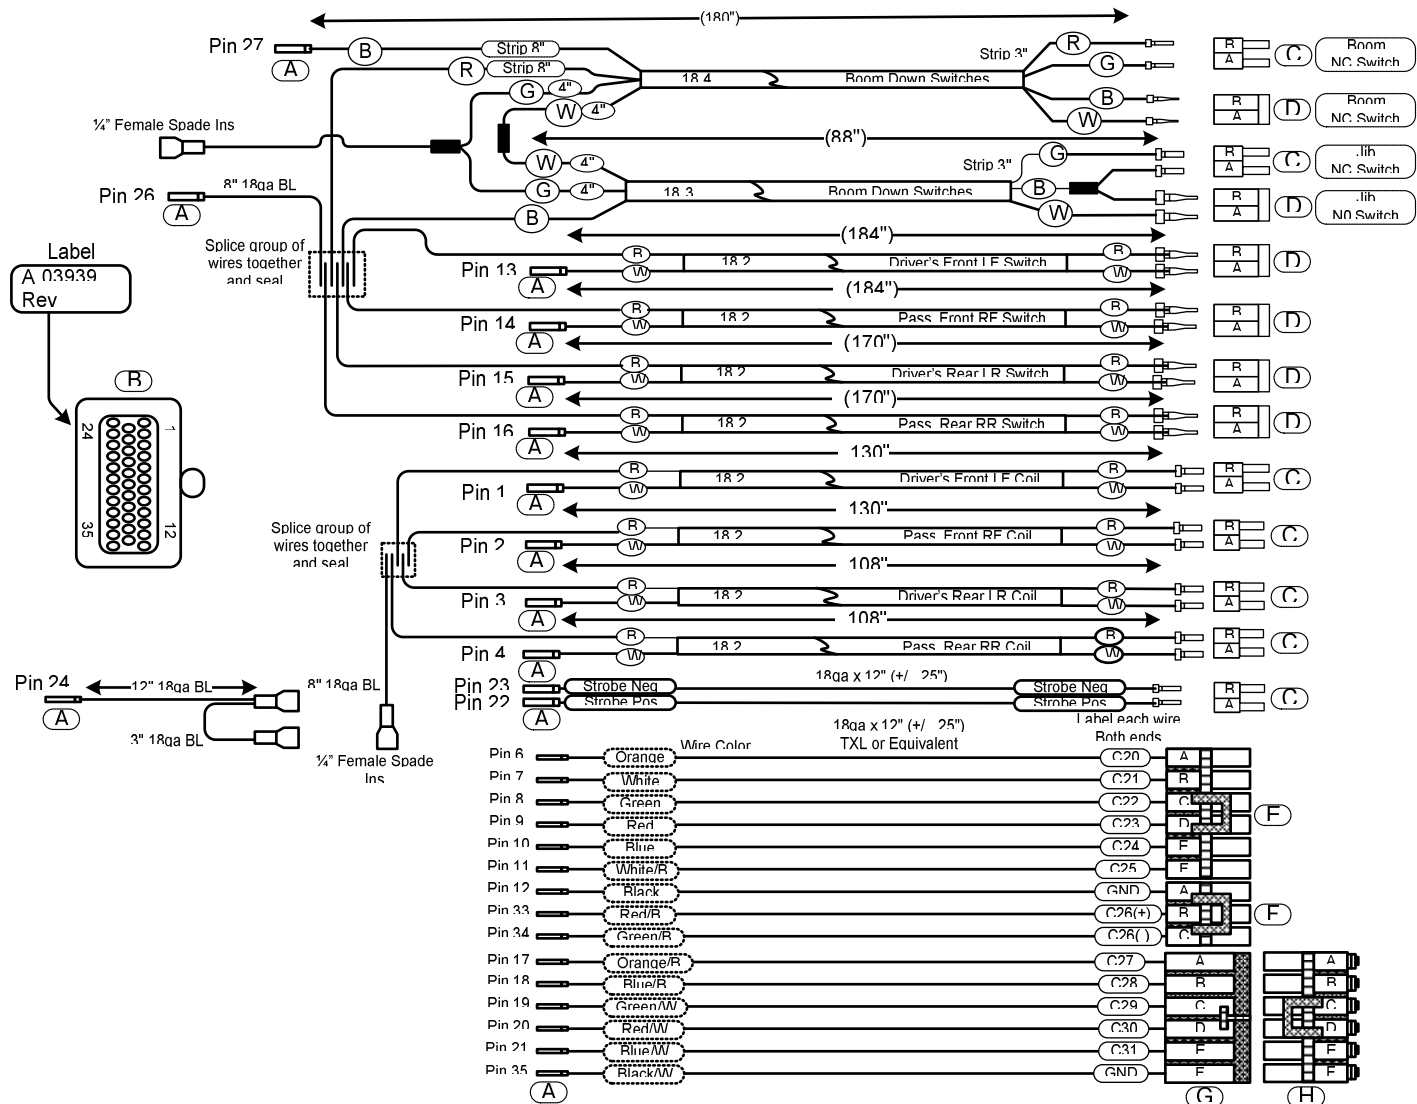 (180")
Pin 27
B
Strip 8"
A
R
Strip 8"
G
4"
W
4"
18.4
Boom Down Switches
Strip 3"
R
G
B
W
B
A
C
Boom
NC Switch
B
A
D
Boom
NC Switch
(88")
¼" Female Spade Ins
W
4"
G
4"
B
18.3
Boom Down Switches
Strip 3"
G
B
W
B
A
C
Jib
NC Switch
B
A
D
Jib
N0 Switch
8" 18ga BL
Pin 26
A
Splice group of
wires together
and seal
Label
A 03939
Rev
B
24
1
35
12
(184")
Pin 13
A
B
W
18.2
Driver's Front LF Switch
B
W
B
A
D
(184")
Pin 14
A
B
W
18.2
Pass. Front RF Switch
B
W
B
A
D
(170")
Pin 15
A
B
W
18.2
Driver's Rear LR Switch
B
W
B
A
D
(170")
Pin 16
A
B
W
18.2
Pass. Rear RR Switch
B
W
B
A
D
130"
Pin 1
A
B
W
18.2
Driver's Front LF Coil
B
W
B
A
C
130"
Pin 2
A
B
W
18.2
Pass. Front RF Coil
B
W
B
A
C
Splice group of
wires together
and seal
108"
Pin 3
A
B
W
18.2
Driver's Rear LR Coil
B
W
B
A
C
108"
Pin 4
A
B
W
18.2
Pass. Rear RR Coil
B
W
B
A
C
Pin 24
A
12" 18ga BL
3" 18ga BL
8" 18ga BL
¼" Female Spade
Ins
18ga x 12" (+/- .25")
Pin 23
Strobe Neg
Strobe Neg
Pin 22
Strobe Pos
Strobe Pos
A
B
A
C
Label each wire
Both ends
18ga x 12" (+/- .25")
TXL or Equivalent
Wire Color
Pin 6
Orange
C20
A
Pin 7
White
C21
B
Pin 8
Green
C22
C
Pin 9
Red
C23
D
Pin 10
Blue
C24
E
Pin 11
White/B
C25
F
E
Pin 12
Black
GND
A
Pin 33
Red/B
C26(+)
B
Pin 34
Green/B
C26(-)
C
F
Pin 17
Orange/B
C27
A
A
Pin 18
Blue/B
C28
B
B
Pin 19
Green/W
C29
C
C
Pin 20
Red/W
C30
D
D
Pin 21
Blue/W
C31
E
E
Pin 35
Black/W
GND
F
F
A
G
H